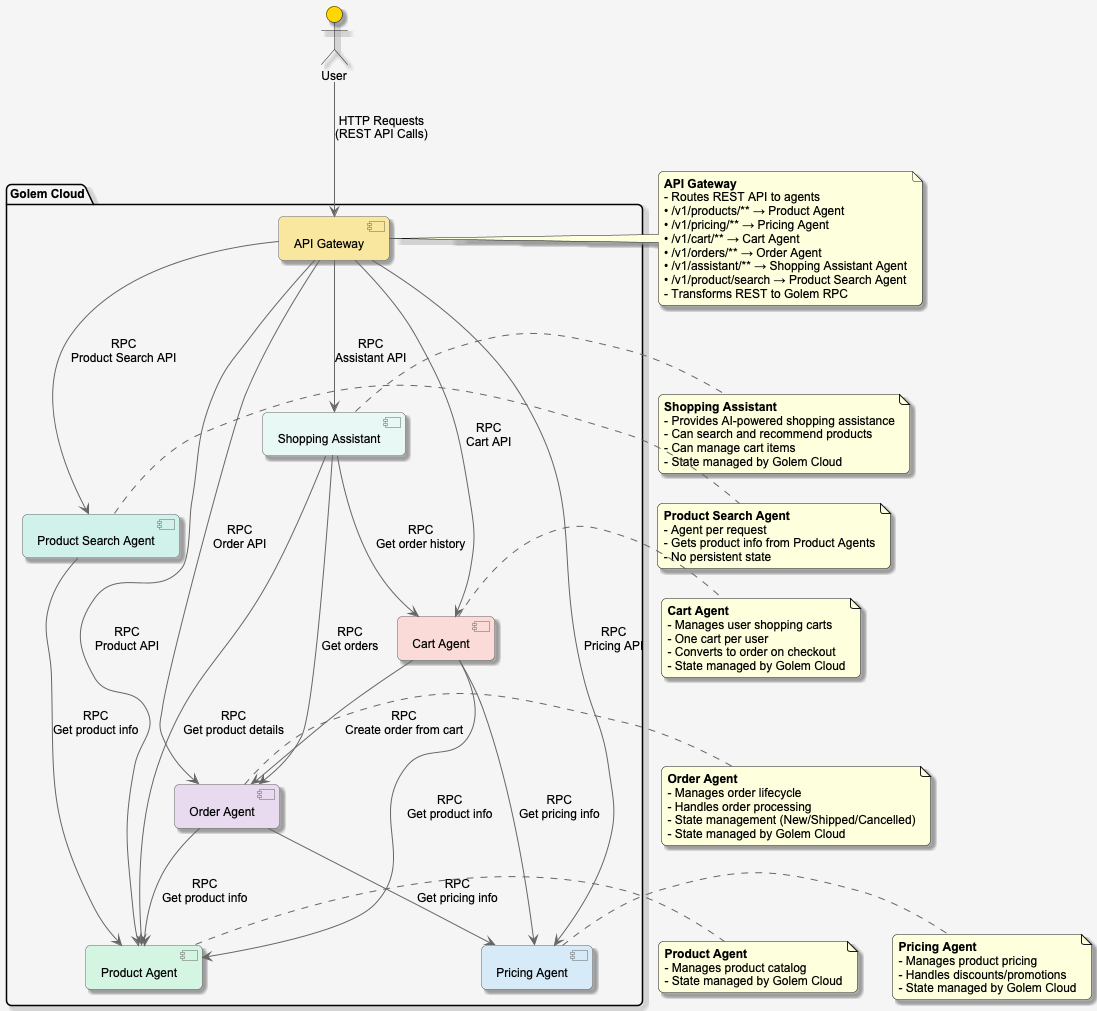 User
HTTP Requests
(REST API Calls)
Golem Cloud
API Gateway
API Gateway
- Routes REST API to agents
• /v1/products/** → Product Agent
• /v1/pricing/** → Pricing Agent
• /v1/cart/** → Cart Agent
• /v1/orders/** → Order Agent
• /v1/assistant/** → Shopping Assistant Agent
• /v1/product/search → Product Search Agent
- Transforms REST to Golem RPC
RPC
Product Search API
RPC
Assistant API
RPC
Cart API
Shopping Assistant
Shopping Assistant
- Provides AI-powered shopping assistance
- Can search and recommend products
- Can manage cart items
- State managed by Golem Cloud
Product Search Agent
RPC
Order API
RPC
Get order history
Product Search Agent
- Agent per request
- Gets product info from Product Agents
- No persistent state
RPC
Product API
RPC
Get orders
Cart Agent
RPC
Pricing API
Cart Agent
- Manages user shopping carts
- One cart per user
- Converts to order on checkout
- State managed by Golem Cloud
RPC
Get product info
RPC
Get product details
RPC
Create order from cart
Order Agent
RPC
Get product info
RPC
Get pricing info
Order Agent
- Manages order lifecycle
- Handles order processing
- State management (New/Shipped/Cancelled)
- State managed by Golem Cloud
RPC
Get product info
RPC
Get pricing info
Product Agent
Pricing Agent
Product Agent
- Manages product catalog
- State managed by Golem Cloud
Pricing Agent
- Manages product pricing
- Handles discounts/promotions
- State managed by Golem Cloud